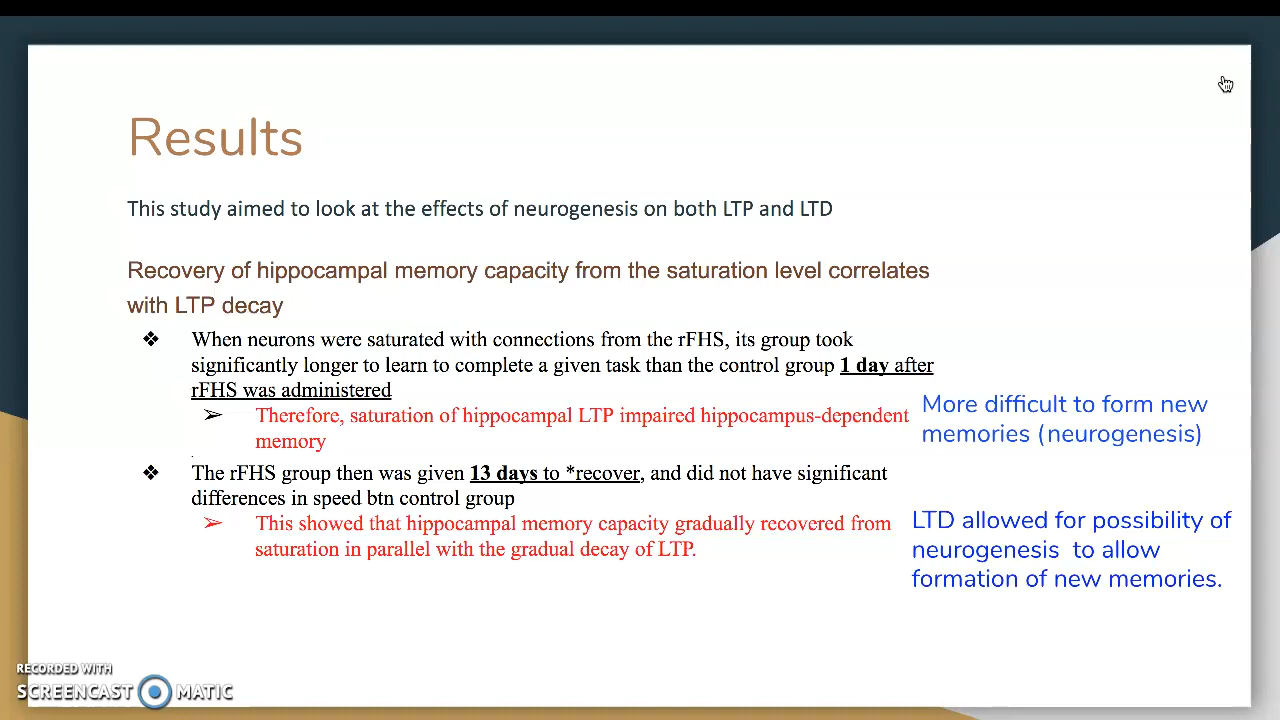 Results
This study aimed to look at the effects of neurogenesis on both LTP and LTD
Recovery of hippocampal memory capacity from the saturation level correlates
with LTP decay
❖ When neurons were saturated with connections from the rFHS, its group took
significantly longer to learn to complete a given task than the control group 1 day after
rFHS was administered
➢ Therefore, saturation of hippocampal LTP impaired hippocampus-dependent
memory
More difficult to form new
memories (neurogenesis)
❖ The rFHS group then was given 13 days to *recover, and did not have significant
differences in speed btn control group
➢ This showed that hippocampal memory capacity gradually recovered from
saturation in parallel with the gradual decay of LTP.
LTD allowed for possibility of
neurogenesis to allow
formation of new memories.
RECORDED WITH
SCREENCAST MATIC